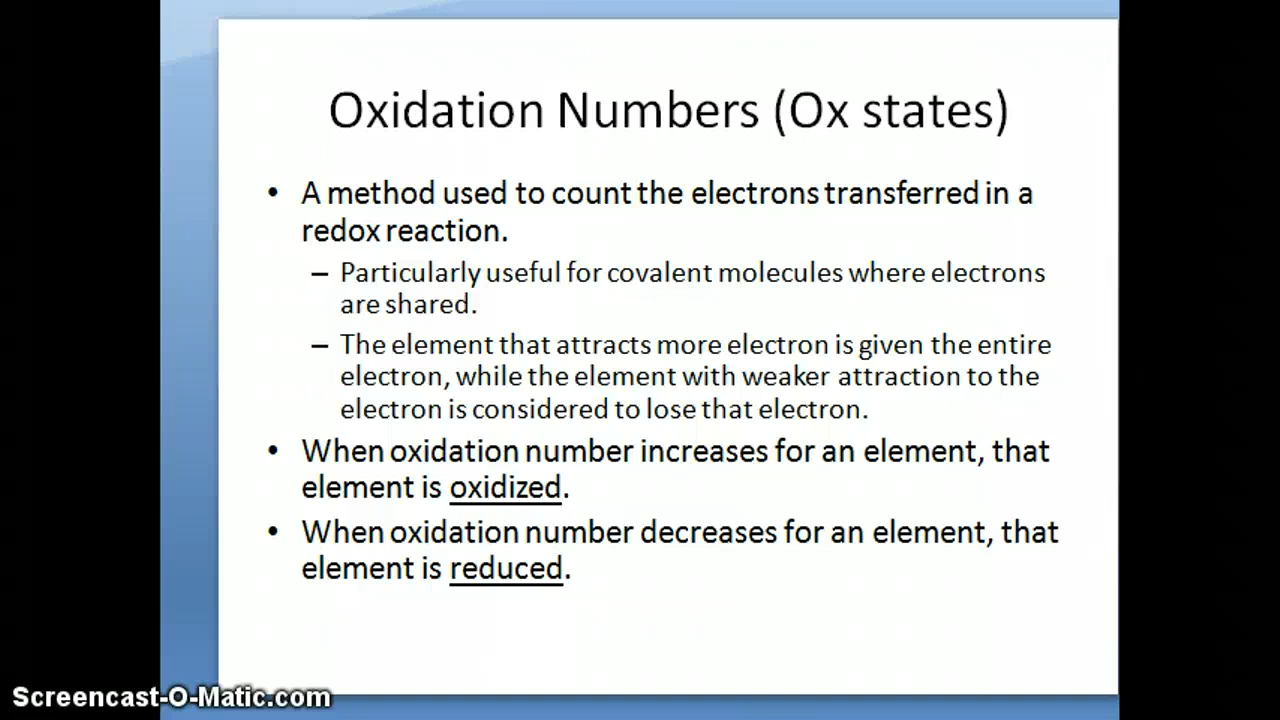 Oxidation Numbers (Ox states)
• A method used to count the electrons transferred in a
redox reaction.
– Particularly useful for covalent molecules where electrons
are shared.
– The element that attracts more electron is given the entire
electron, while the element with weaker attraction to the
electron is considered to lose that electron.
• When oxidation number increases for an element, that
element is oxidized.
• When oxidation number decreases for an element, that
element is reduced.
Screencast-O-Matic.com